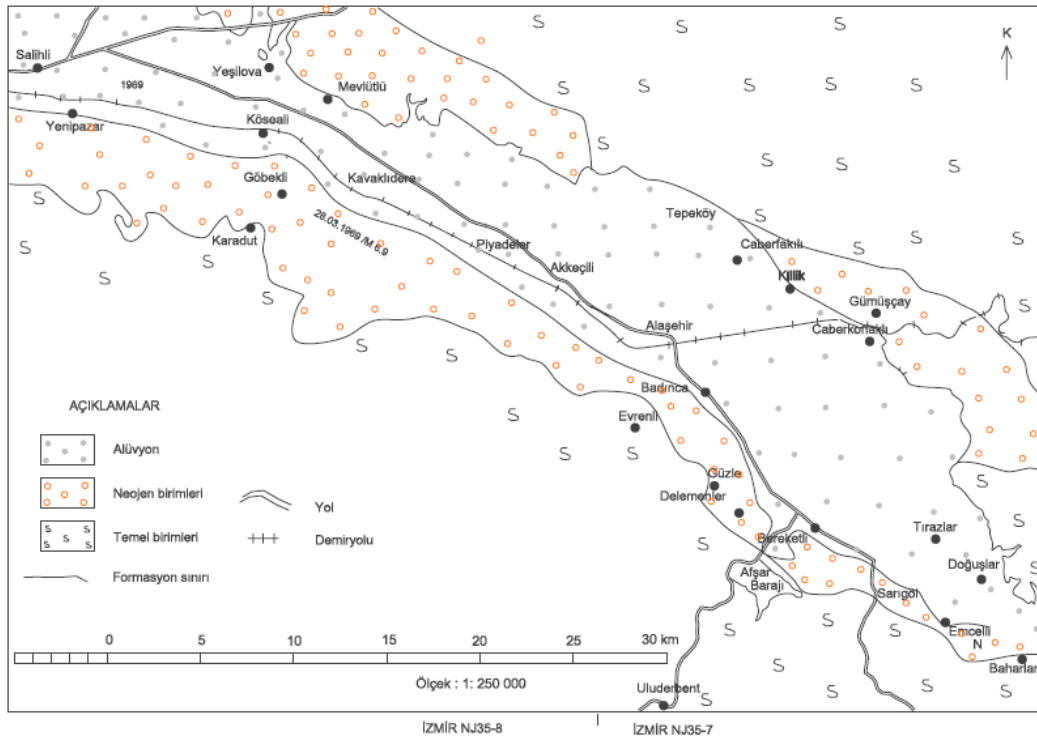 K
Salihli
Yeşilova
1969
Mevlütlü
Yenipazar
Köseali
Kavaklıdere
Göbekli
Karadut
28.03.1969 /M 6.9
Piyadeler
Akkeçili
Tepeköy
Caberfakılı
Killik
Gümüşçay
Caberkonaklı
Alaşehir
Badınca
Evrenli
Güzle
Delemenler
Bereketli
Tırazlar
Doğuşlar
Afşar
Barajı
Sarıgöl
Emcelli
N
Baharlar
Uluderbent
AÇIKLAMALAR
Alüvyon
Neojen birimleri
Temel birimleri
Formasyon sınırı
Yol
Demiryolu
0 5 10 15 20 25 30 km
Ölçek : 1: 250 000
İZMİR NJ35-8
İZMİR NJ35-7